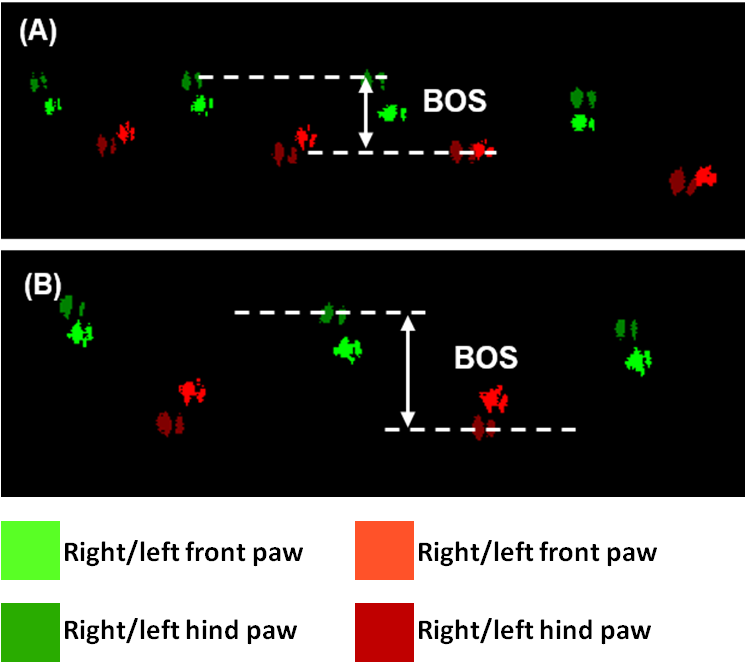 (A)
BOS
(B)
BOS
Right/left front paw
Right/left front paw
Right/left hind paw
Right/left hind paw